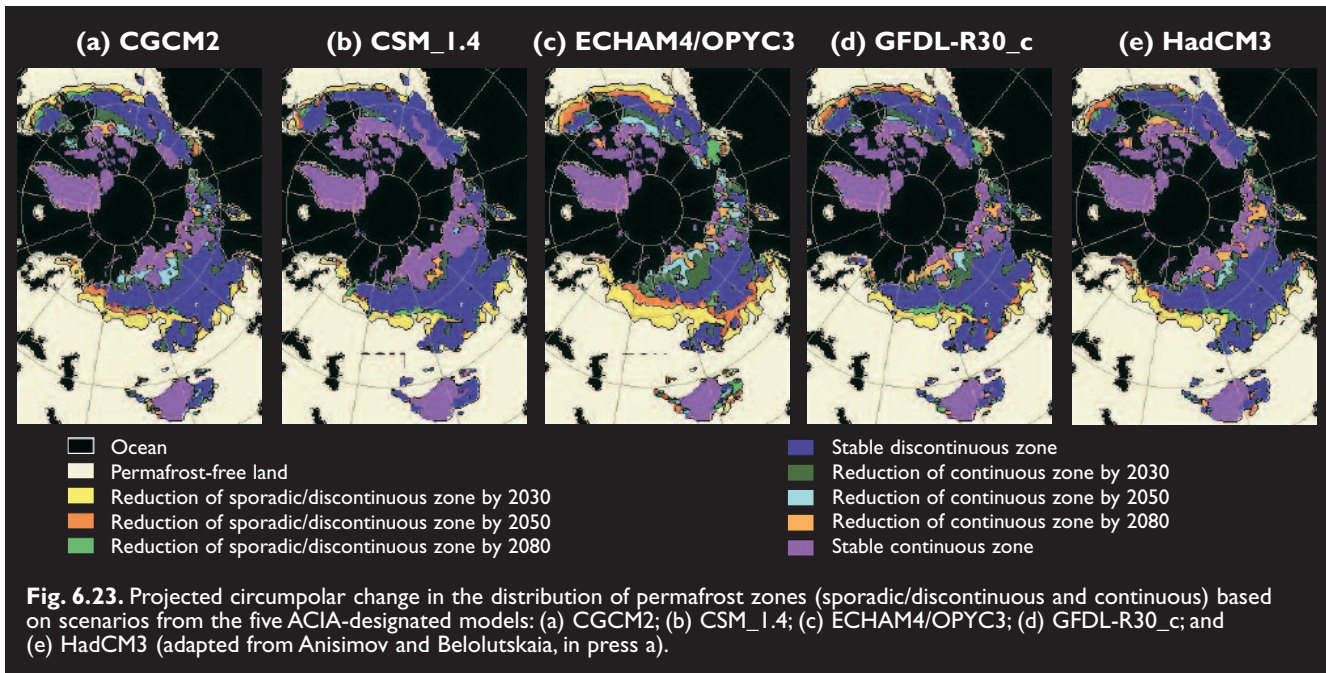 (a) CGCM2
(b) CSM_1.4
(c) ECHAM4/OPYC3
(d) GFDL-R30_c
(e) HadCM3
Ocean
Permafrost-free land
Reduction of sporadic/discontinuous zone by 2030
Reduction of sporadic/discontinuous zone by 2050
Reduction of sporadic/discontinuous zone by 2080
Stable discontinuous zone
Reduction of continuous zone by 2030
Reduction of continuous zone by 2050
Reduction of continuous zone by 2080
Stable continuous zone
Fig. 6.23. Projected circumpolar change in the distribution of permafrost zones (sporadic/discontinuous and continuous) based
on scenarios from the five ACIA-designated models: (a) CGCM2; (b) CSM_1.4; (c) ECHAM4/OPYC3; (d) GFDL-R30_c; and
(e) HadCM3 (adapted from Anisimov and Belolutskaia, in press a).